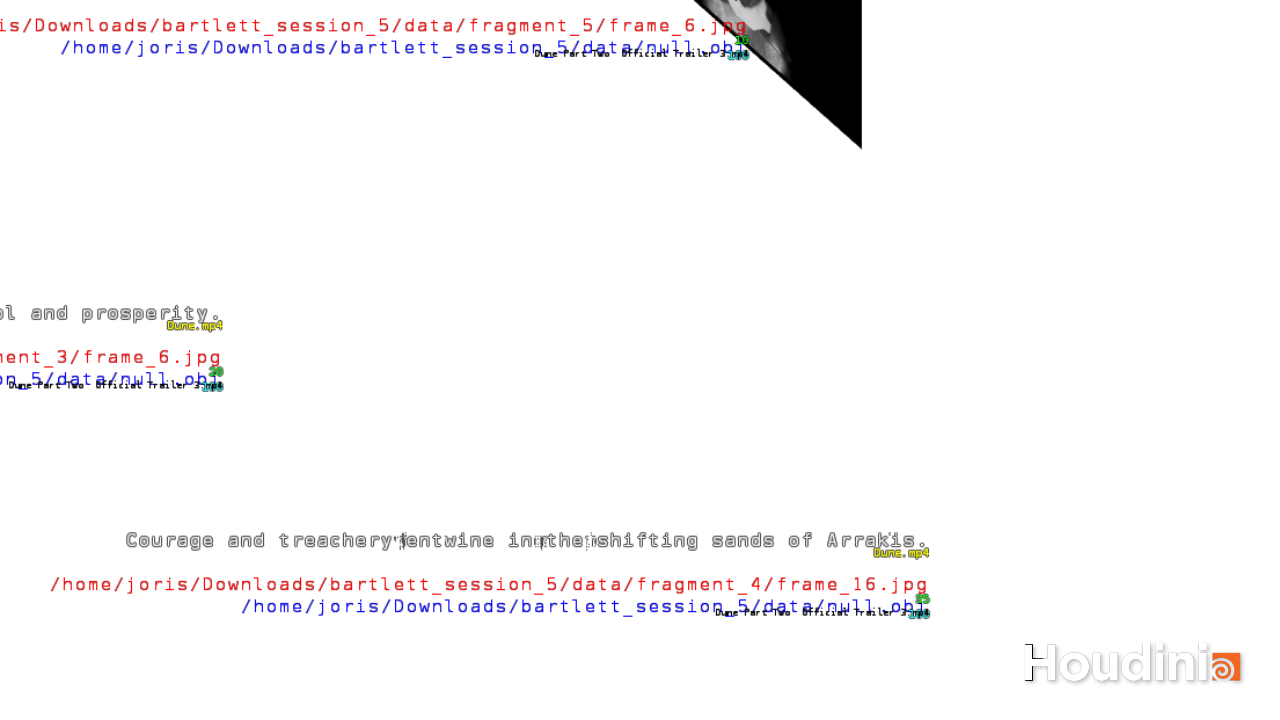 is/Downloads/bartlett_session_5/data/fragment_5/frame_6.jpg
10
/home/joris/Downloads/bartlett_session_5/data/null.obj
Dune Part Two Official Trailer 3.mp4
ol and prosperity.
Dune.mp4
ment_3/frame_6.jpg
20
on_5/data/null.obj
Dune Part Two Official Trailer 3.mp4
Courage and treachery entwine in the shifting sands of Arrakis.
Dune.mp4
/home/joris/Downloads/bartlett_session_5/data/fragment_4/frame_16.jpg
/home/joris/Downloads/bartlett_session_5/data/null.obj
Dune Part Two Official Trailer 3.mp4
Houdini